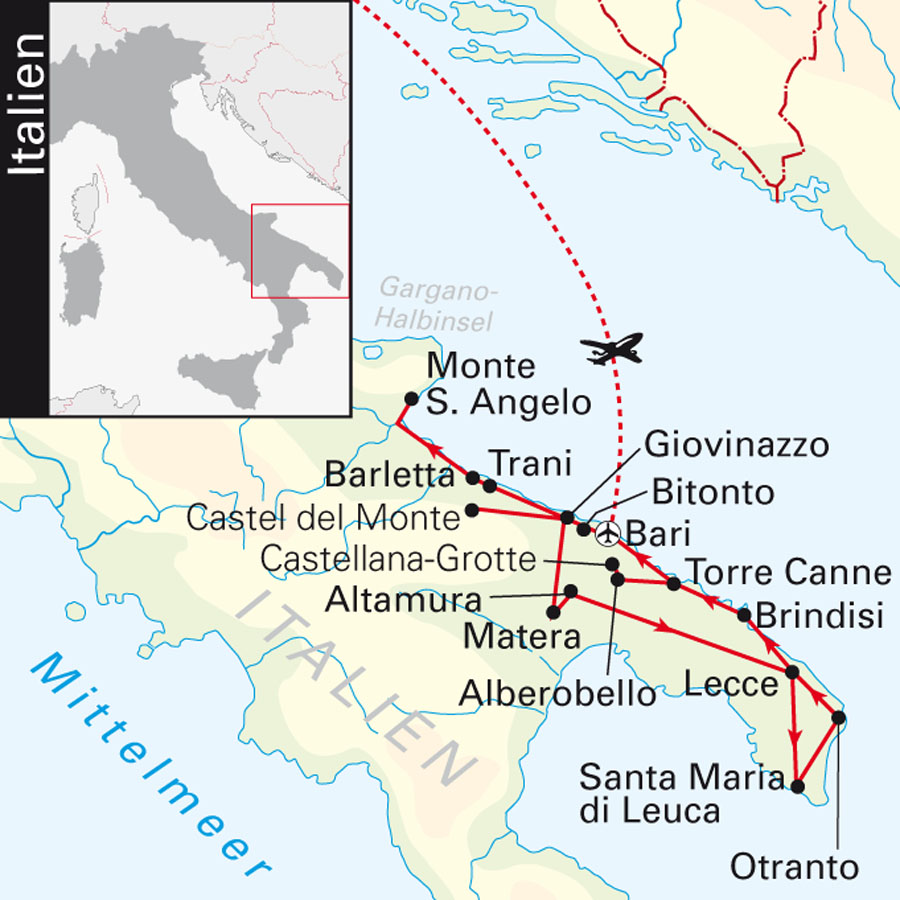 Italien
Gargano-
Halbinsel
Monte
S. Angelo
Giovinazzo
Trani
Barletta
Bitonto
Castel del Monte
Bari
Castellana-Grotte
Torre Canne
Altamura
Brindisi
Matera
Alberobello
Lecce
ITALIEN
Mittelmeer
Santa Maria
di Leuca
Otranto